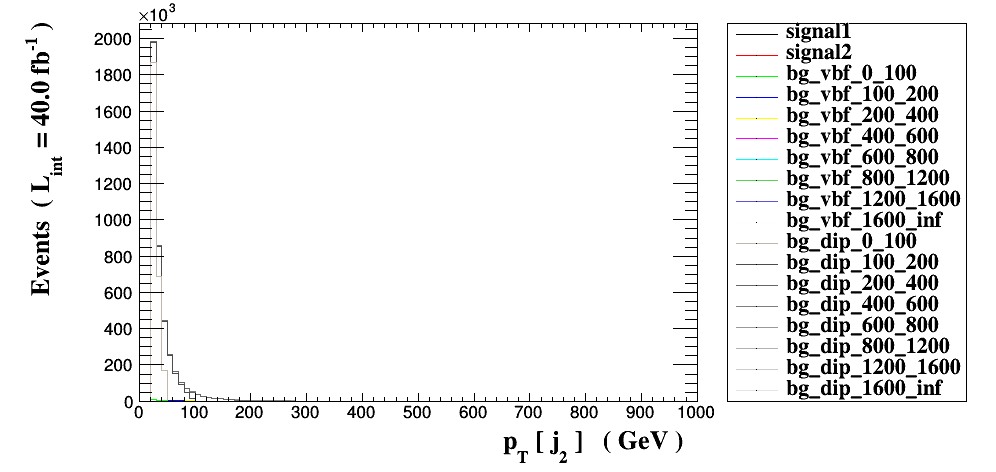 ×10³
2000
1800
1600
1400
1200
1000
800
600
400
200
0
Events ( L_int = 40.0 fb⁻¹ )
0 100 200 300 400 500 600 700 800 900 1000
p_T [ j_2 ] ( GeV )
signal1
signal2
bg_vbf_0_100
bg_vbf_100_200
bg_vbf_200_400
bg_vbf_400_600
bg_vbf_600_800
bg_vbf_800_1200
bg_vbf_1200_1600
bg_vbf_1600_inf
bg_dip_0_100
bg_dip_100_200
bg_dip_200_400
bg_dip_400_600
bg_dip_600_800
bg_dip_800_1200
bg_dip_1200_1600
bg_dip_1600_inf